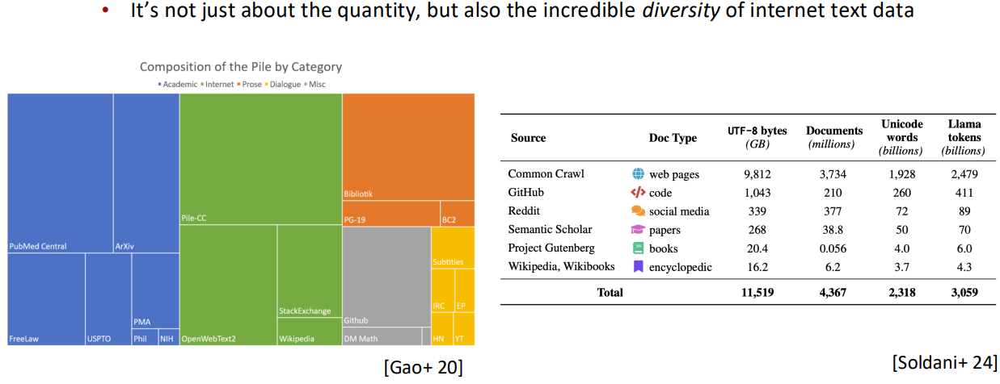 • It's not just about the quantity, but also the incredible diversity of internet text data
Composition of the Pile by Category
Academic Internet Prose Dialogue Misc
PubMed Central
ArXiv
FreeLaw
USPTO
PMA
Phil
NIH
Pile-CC
OpenWebText2
StackExchange
Wikipedia
Bibliotik
PG-19
BC2
Github
DM Math
Subtitles
IRC
EP
HN
YT
[Gao+ 20]
Source Doc Type UTF-8 bytes (GB) Documents (millions) Unicode words (billions) Llama tokens (billions)
Common Crawl web pages 9,812 3,734 1,928 2,479
GitHub </> code 1,043 210 260 411
Reddit social media 339 377 72 89
Semantic Scholar papers 268 38.8 50 70
Project Gutenberg books 20.4 0.056 4.0 6.0
Wikipedia, Wikibooks encyclopedic 16.2 6.2 3.7 4.3
Total 11,519 4,367 2,318 3,059
[Soldani+ 24]